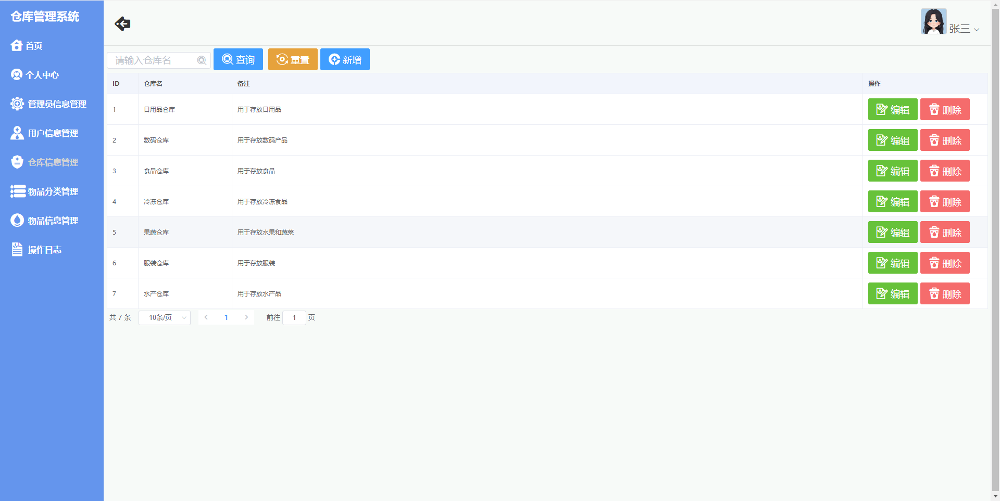 仓库管理系统
首页
个人中心
管理员信息管理
用户信息管理
仓库信息管理
物品分类管理
物品信息管理
操作日志
张三
请输入仓库名 查询 重置 新增
ID 仓库名 备注 操作
1 日用品仓库 用于存放日用品 编辑 删除
2 数码仓库 用于存放数码产品 编辑 删除
3 食品仓库 用于存放食品 编辑 删除
4 冷冻仓库 用于存放冷冻食品 编辑 删除
5 果蔬仓库 用于存放水果和蔬菜 编辑 删除
6 服装仓库 用于存放服装 编辑 删除
7 水产仓库 用于存放水产品 编辑 删除
共 7 条 10条/页 1 前往 1 页